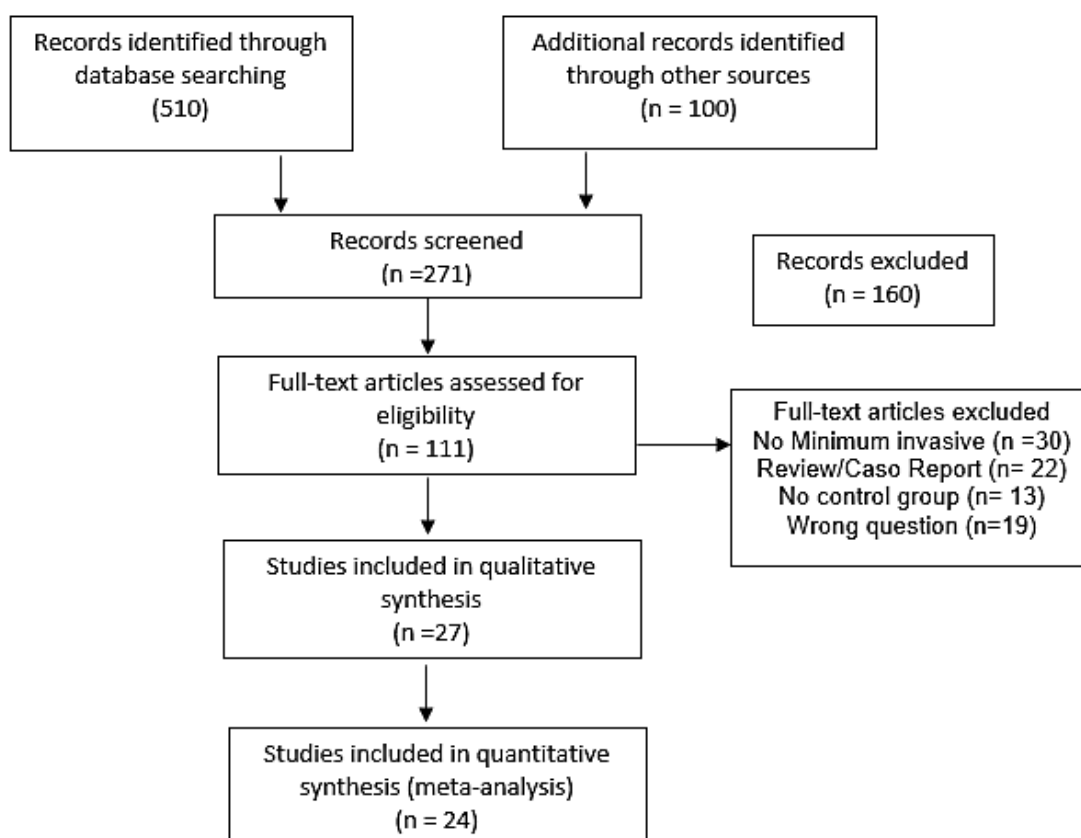 Records identified through
database searching
(510)
Additional records identified
through other sources
(n = 100)
Records screened
(n =271)
Records excluded
(n = 160)
Full-text articles assessed for
eligibility
(n = 111)
Full-text articles excluded
No Minimum invasive (n =30)
Review/Caso Report (n= 22)
No control group (n= 13)
Wrong question (n=19)
Studies included in qualitative
synthesis
(n =27)
Studies included in quantitative
synthesis (meta-analysis)
(n = 24)